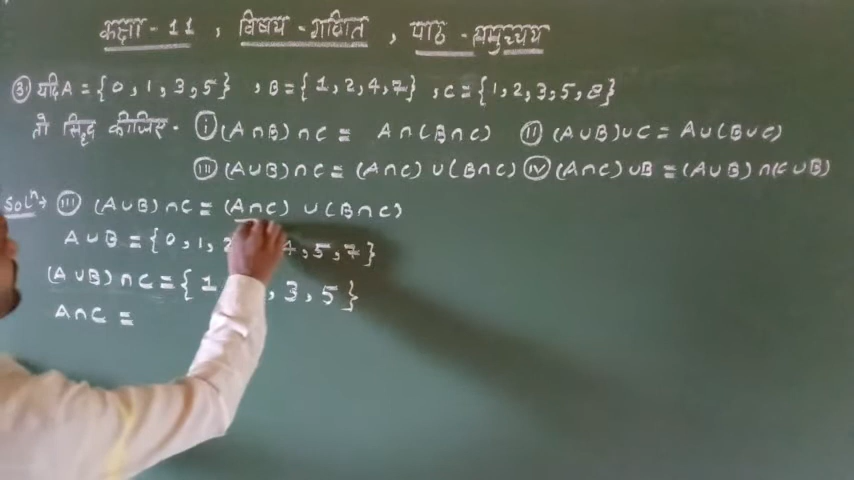 कक्षा - 11 , विषय - गणित , पाठ - समुच्चय
③ यदि A = {0, 1, 3, 5} , B = {1, 2, 4, 7} , C = {1, 2, 3, 5, 8}
तो सिद्ध कीजिए - (i) (A ∩ B) ∩ C = A ∩ (B ∩ C) (ii) (A ∪ B) ∪ C = A ∪ (B ∪ C)
(iii) (A ∪ B) ∩ C = (A ∩ C) ∪ (B ∩ C) (iv) (A ∩ C) ∪ B = (A ∪ B) ∩ (C ∪ B)
Solⁿ → (iii) (A ∪ B) ∩ C = (A ∩ C) ∪ (B ∩ C)
A ∪ B = {0, 1, 2 4, 5, 7}
(A ∪ B) ∩ C = {1 , 3, 5}
A ∩ C =